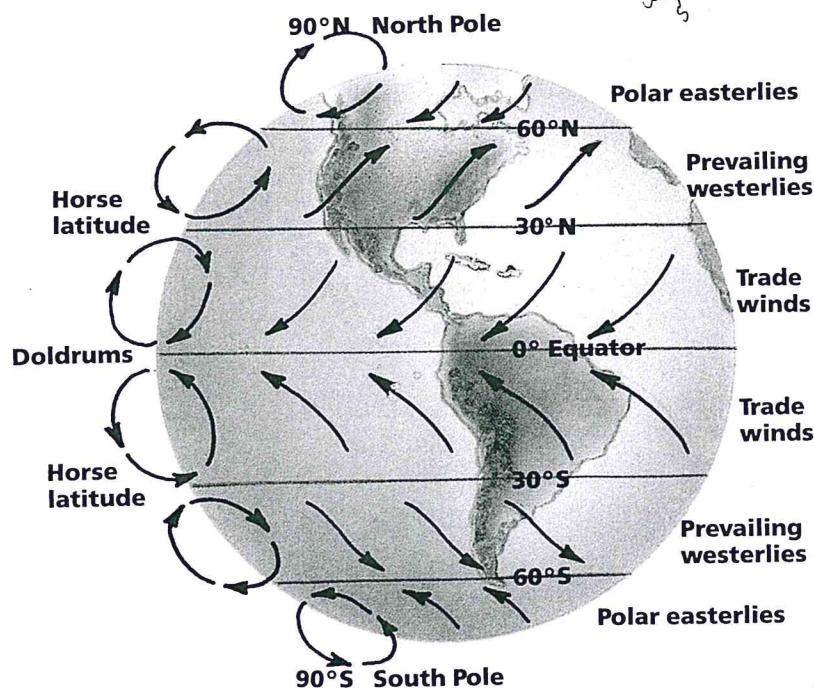 90°N North Pole
Polar easterlies
60°N
Prevailing
westerlies
Horse
latitude
30°N
Trade
winds
Doldrums
0° Equator
Trade
winds
Horse
latitude
30°S
Prevailing
westerlies
60°S
Polar easterlies
90°S South Pole